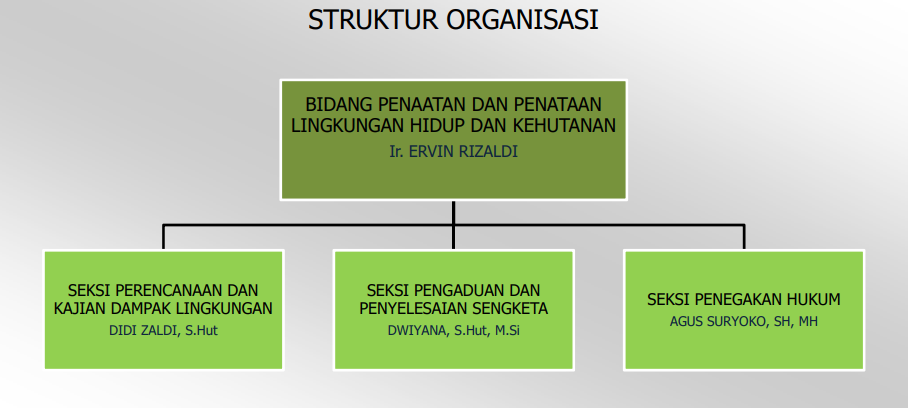 STRUKTUR ORGANISASI
BIDANG PENAATAN DAN PENATAAN
LINGKUNGAN HIDUP DAN KEHUTANAN
Ir. ERVIN RIZALDI
SEKSI PERENCANAAN DAN
KAJIAN DAMPAK LINGKUNGAN
DIDI ZALDI, S.Hut
SEKSI PENGADUAN DAN
PENYELESAIAN SENGKETA
DWIYANA, S.Hut, M.Si
SEKSI PENEGAKAN HUKUM
AGUS SURYOKO, SH, MH